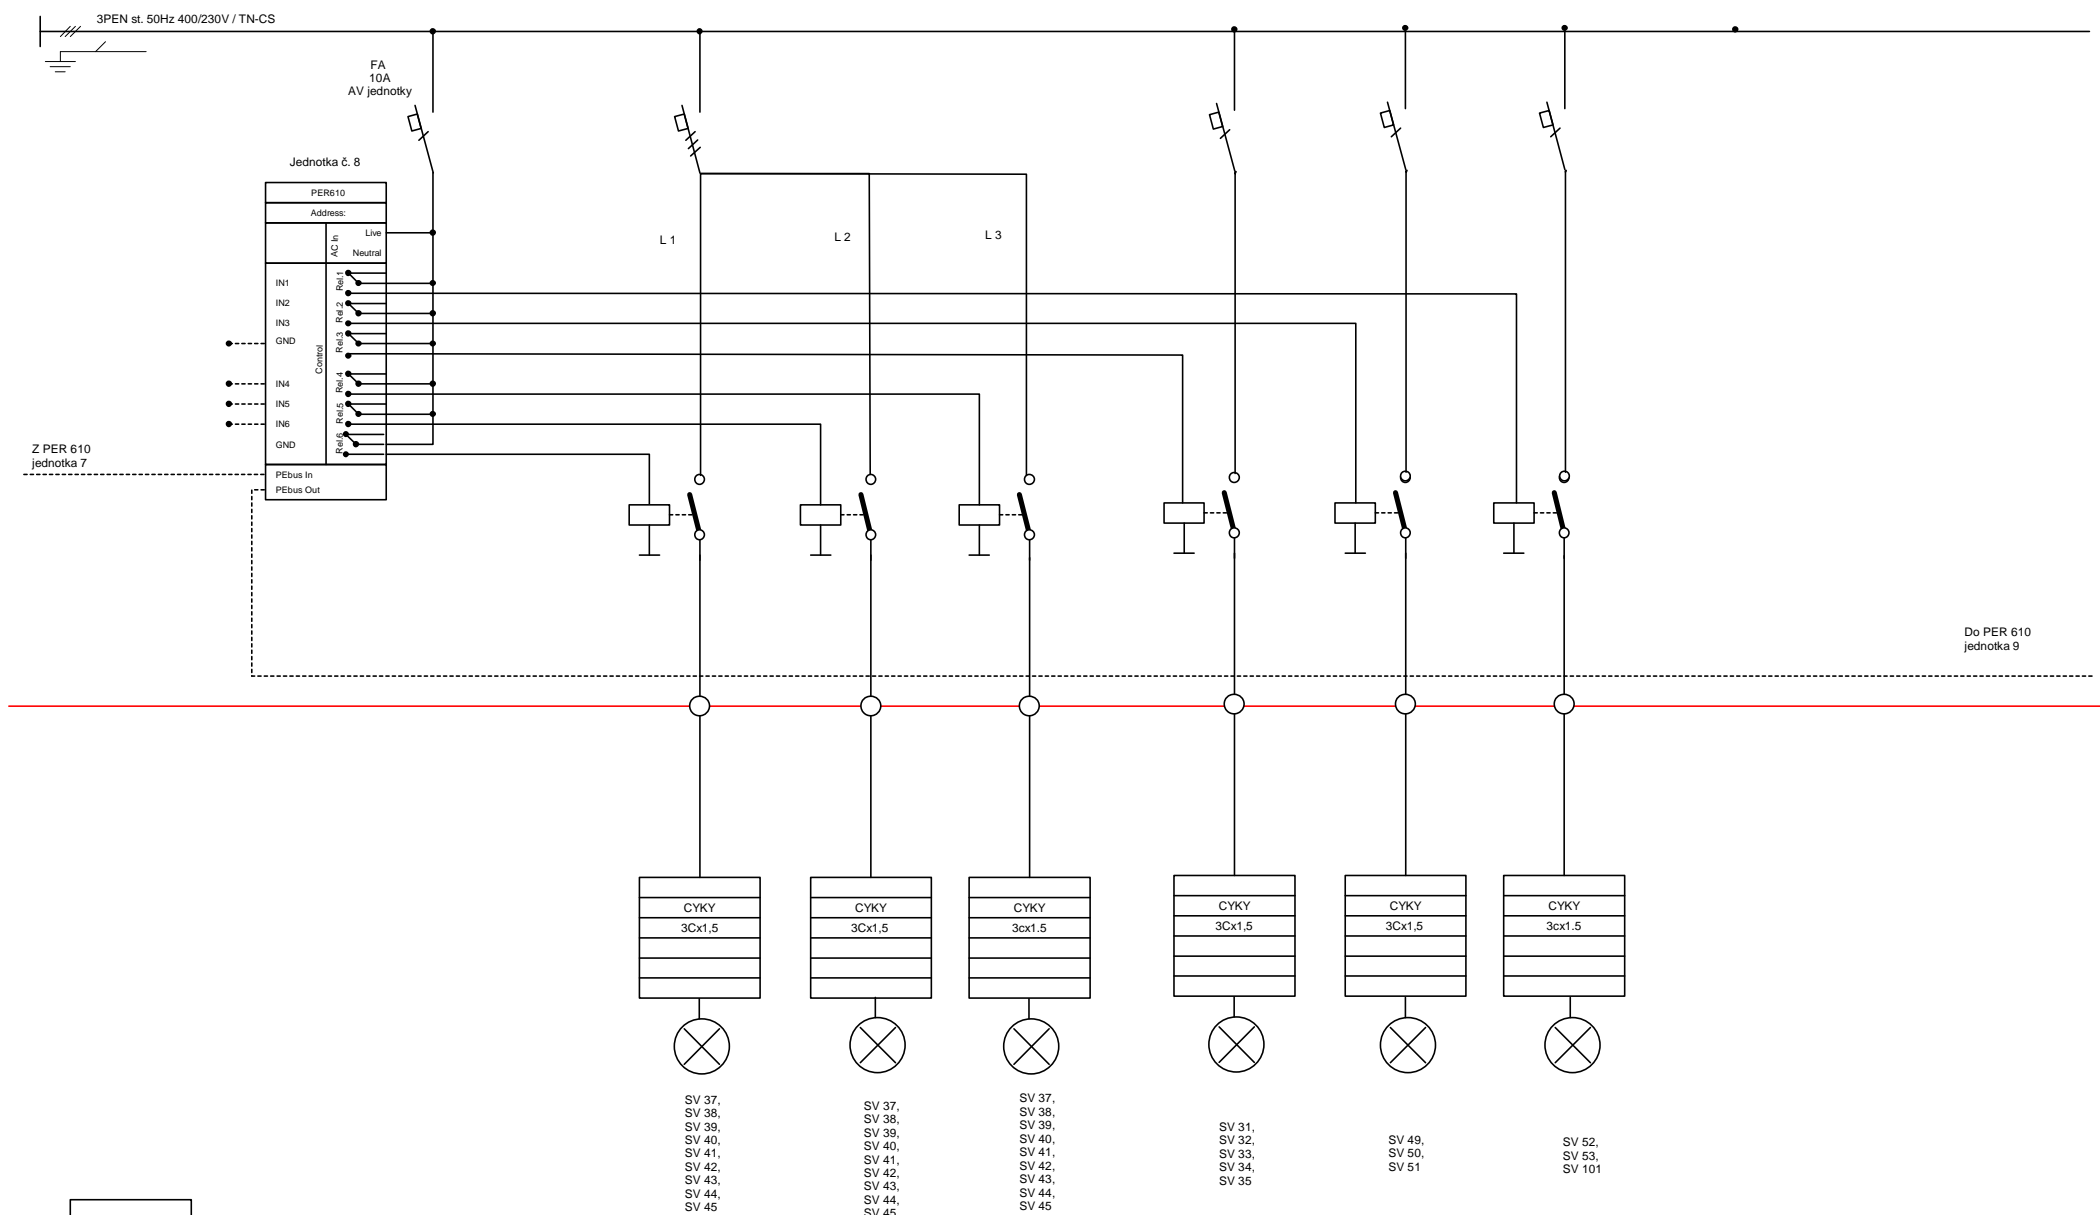 3PEN st. 50Hz 400/230V / TN-CS
FA
10A
AV jednotky
Jednotka č. 8
PER610
Address:
AC In
Live
Neutral
L 1
L 2
L 3
Control
IN1
Rel.1
IN2
Rel.2
IN3
Rel.3
GND
IN4
Rel.4
IN5
Rel.5
IN6
Rel.6
GND
PEbus In
PEbus Out
Z PER 610
jednotka 7
Do PER 610
jednotka 9
CYKY
3Cx1,5
CYKY
3Cx1,5
CYKY
3cx1.5
CYKY
3Cx1,5
CYKY
3Cx1,5
CYKY
3cx1.5
SV 37,
SV 38,
SV 39,
SV 40,
SV 41,
SV 42,
SV 43,
SV 44,
SV 45
SV 37,
SV 38,
SV 39,
SV 40,
SV 41,
SV 42,
SV 43,
SV 44,
SV 45
SV 37,
SV 38,
SV 39,
SV 40,
SV 41,
SV 42,
SV 43,
SV 44,
SV 45
SV 31,
SV 32,
SV 33,
SV 34,
SV 35
SV 49,
SV 50,
SV 51
SV 52,
SV 53,
SV 101